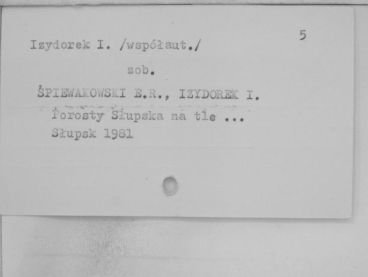 5
Izydorek I. /współaut./
zob.
ŚPIEWAKOWSKI E.R., IZYDOREK I.
Porosty Słupska na tle ...
Słupsk 1981